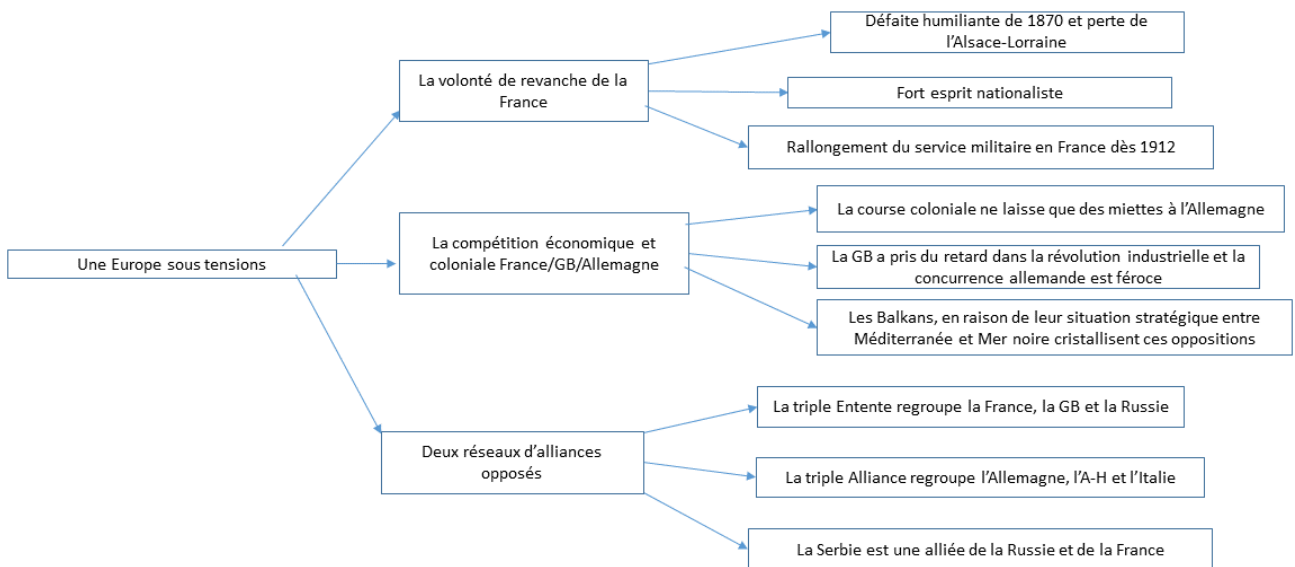 Une Europe sous tensions
La volonté de revanche de la
France
Défaite humiliante de 1870 et perte de
l’Alsace-Lorraine
Fort esprit nationaliste
Rallongement du service militaire en France dès 1912
La compétition économique et
coloniale France/GB/Allemagne
La course coloniale ne laisse que des miettes à l’Allemagne
La GB a pris du retard dans la révolution industrielle et la
concurrence allemande est féroce
Les Balkans, en raison de leur situation stratégique entre
Méditerranée et Mer noire cristallisent ces oppositions
Deux réseaux d’alliances
opposés
La triple Entente regroupe la France, la GB et la Russie
La triple Alliance regroupe l’Allemagne, l’A-H et l’Italie
La Serbie est une alliée de la Russie et de la France